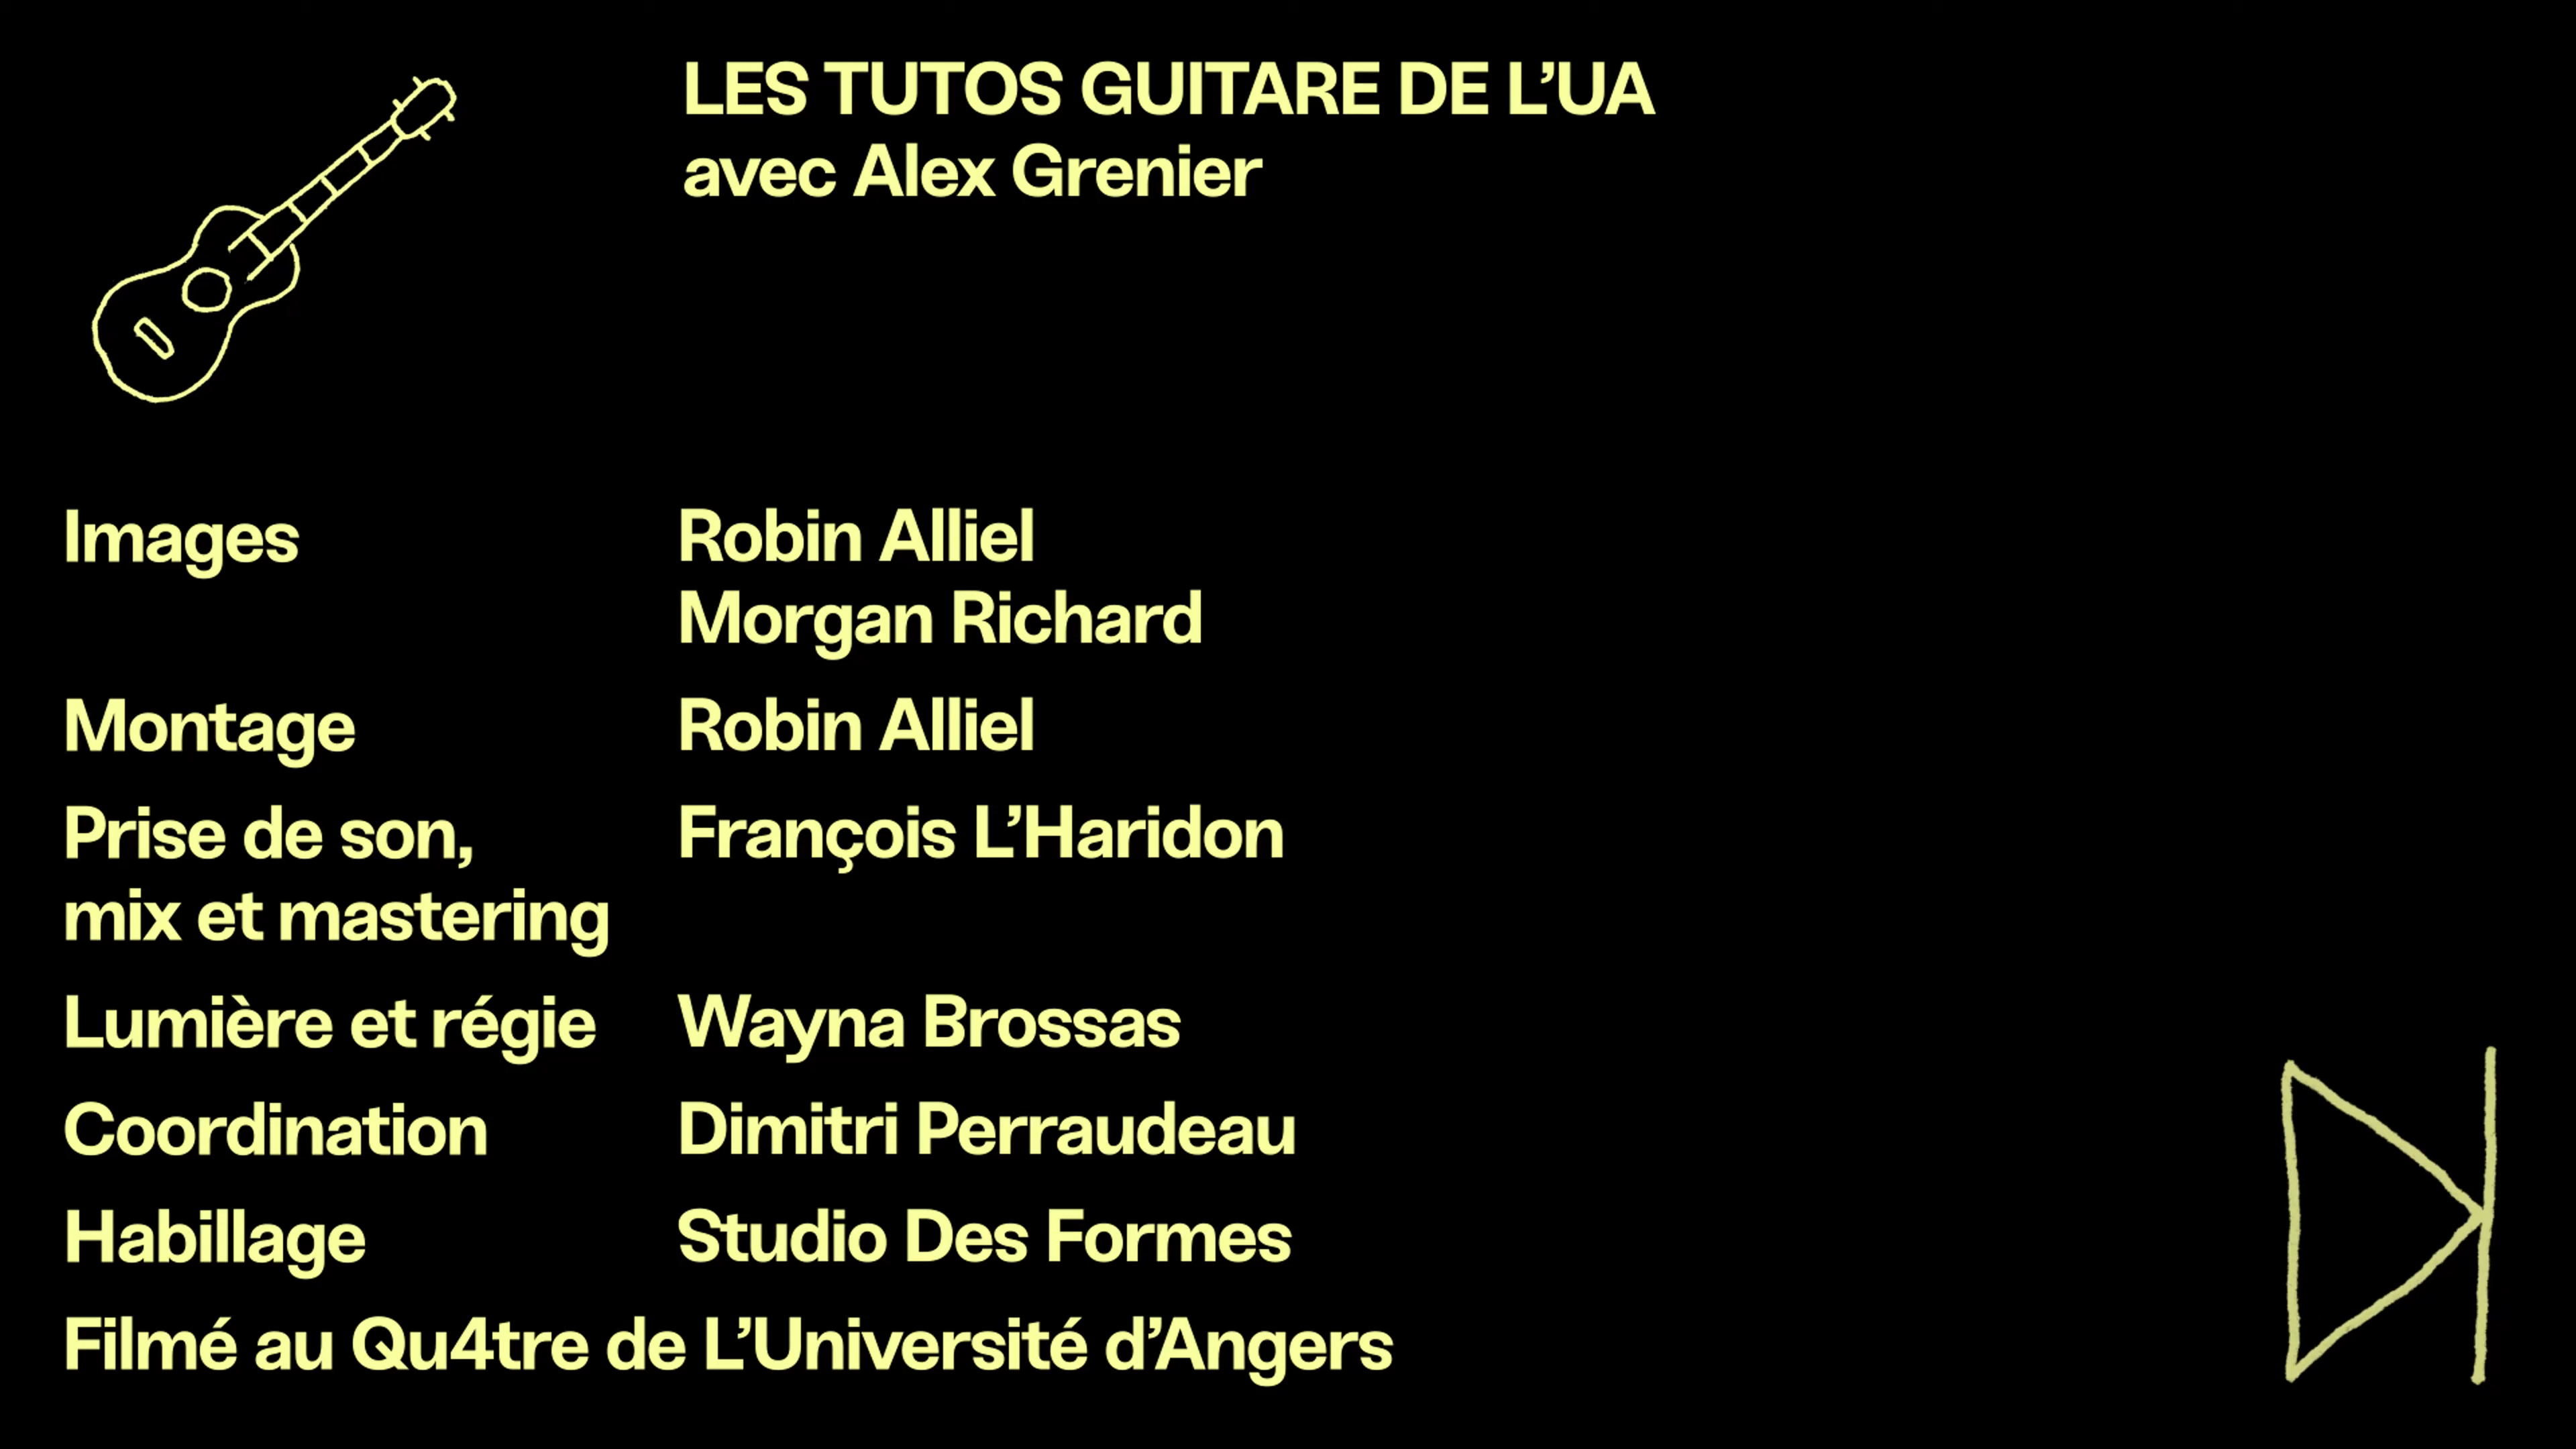 LES TUTOS GUITARE DE L’UA
avec Alex Grenier
Images
Robin Alliel
Morgan Richard
Montage
Robin Alliel
Prise de son,
mix et mastering
François L’Haridon
Lumière et régie
Wayna Brossas
Coordination
Dimitri Perraudeau
Habillage
Studio Des Formes
Filmé au Qu4tre de L’Université d’Angers